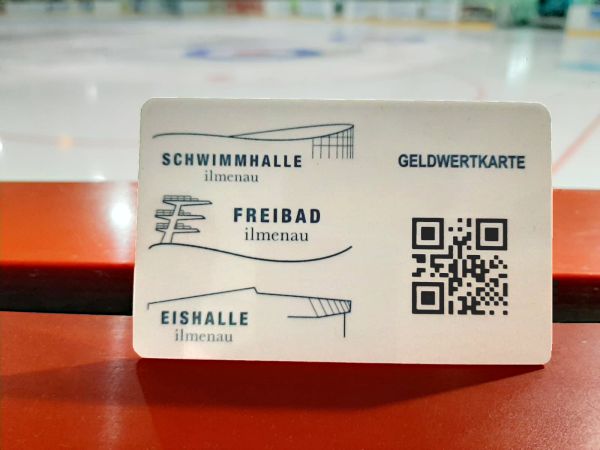 SCHWIMMHALLE
ilmenau
GELDWERTKARTE
FREIBAD
ilmenau
EISHALLE
ilmenau